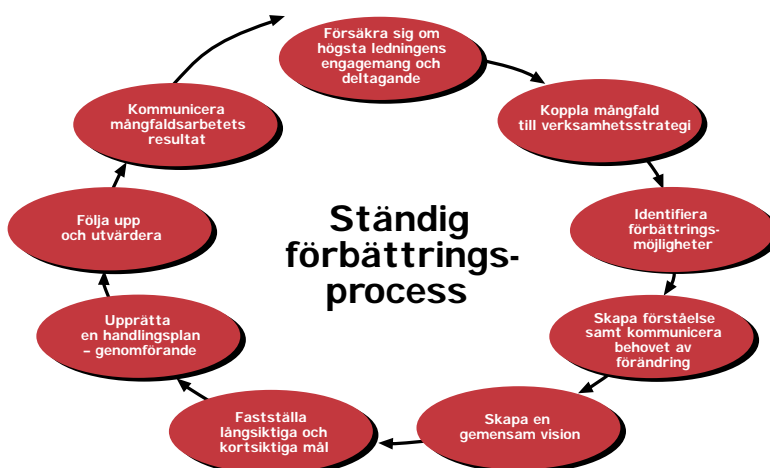 Försäkra sig om
högsta ledningens
engagemang och
deltagande
Koppla mångfald
till verksamhetsstrategi
Identifiera
förbättrings-
möjligheter
Skapa förståelse
samt kommunicera
behovet av
förändring
Skapa en
gemensam vision
Fastställa
långsiktiga och
kortsiktiga mål
Upprätta
en handlingsplan
– genomförande
Följa upp
och utvärdera
Kommunicera
mångfaldsarbetets
resultat
Ständig
förbättrings-
process